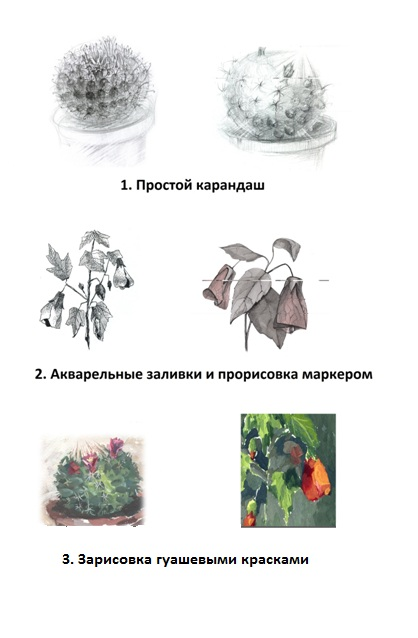 1. Простой карандаш
2. Акварельные заливки и прорисовка маркером
3. Зарисовка гуашевыми красками